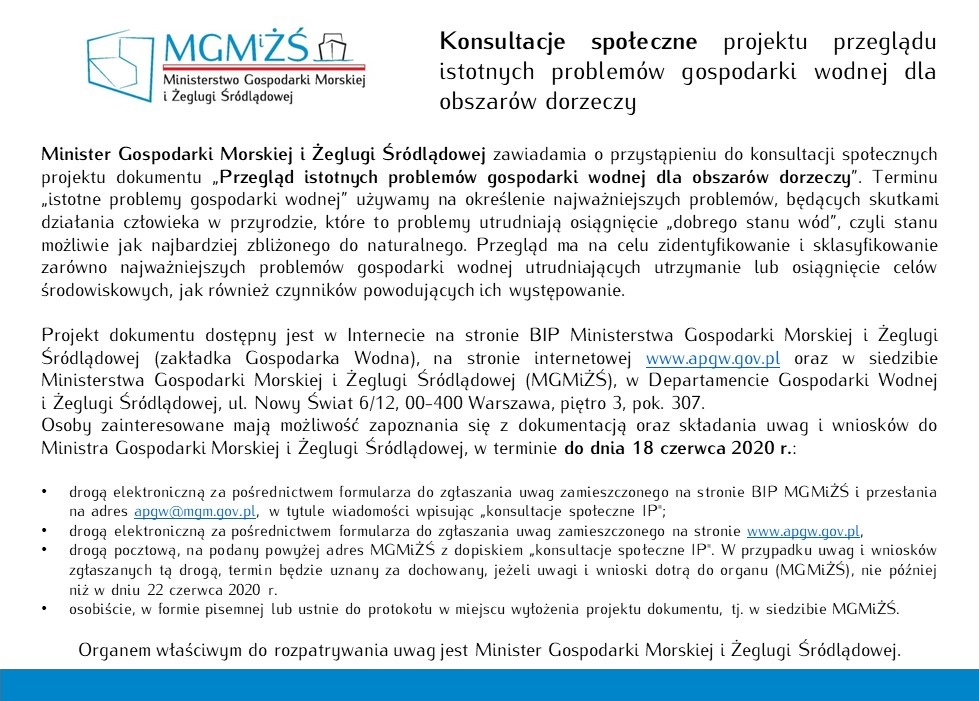 MGMiŻŚ
Ministerstwo Gospodarki Morskiej
i Żeglugi Śródlądowej
Konsultacje społeczne projektu przeglądu
istotnych problemów gospodarki wodnej dla
obszarów dorzeczy
Minister Gospodarki Morskiej i Żeglugi Śródlądowej zawiadamia o przystąpieniu do konsultacji społecznych
projektu dokumentu „Przegląd istotnych problemów gospodarki wodnej dla obszarów dorzeczy”. Terminu
„istotne problemy gospodarki wodnej” używamy na określenie najważniejszych problemów, będących skutkami
działania człowieka w przyrodzie, które to problemy utrudniają osiągnięcie „dobrego stanu wód”, czyli stanu
możliwie jak najbardziej zbliżonego do naturalnego. Przegląd ma na celu zidentyfikowanie i sklasyfikowanie
zarówno najważniejszych problemów gospodarki wodnej utrudniających utrzymanie lub osiągnięcie celów
środowiskowych, jak również czynników powodujących ich występowanie.
Projekt dokumentu dostępny jest w Internecie na stronie BIP Ministerstwa Gospodarki Morskiej i Żeglugi
Śródlądowej (zakładka Gospodarka Wodna), na stronie internetowej www.apgw.gov.pl oraz w siedzibie
Ministerstwa Gospodarki Morskiej i Żeglugi Śródlądowej (MGMiŻŚ), w Departamencie Gospodarki Wodnej
i Żeglugi Śródlądowej, ul. Nowy Świat 6/12, 00-400 Warszawa, piętro 3, pok. 307.
Osoby zainteresowane mają możliwość zapoznania się z dokumentacją oraz składania uwag i wniosków do
Ministra Gospodarki Morskiej i Żeglugi Śródlądowej, w terminie do dnia 18 czerwca 2020 r.:
• drogą elektroniczną za pośrednictwem formularza do zgłaszania uwag zamieszczonego na stronie BIP MGMiŻŚ i przesłania
na adres apgw@mgm.gov.pl, w tytule wiadomości wpisując „konsultacje społeczne IP”;
• drogą elektroniczną za pośrednictwem formularza do zgłaszania uwag zamieszczonego na stronie www.apgw.gov.pl,
• drogą pocztową, na podany powyżej adres MGMiŻŚ z dopiskiem „konsultacje społeczne IP”. W przypadku uwag i wniosków
zgłaszanych tą drogą, termin będzie uznany za dochowany, jeżeli uwagi i wnioski dotrą do organu (MGMiŻŚ), nie później
niż w dniu 22 czerwca 2020 r.
• osobiście, w formie pisemnej lub ustnie do protokołu w miejscu wyłożenia projektu dokumentu, tj. w siedzibie MGMiŻŚ.
Organem właściwym do rozpatrywania uwag jest Minister Gospodarki Morskiej i Żeglugi Śródlądowej.